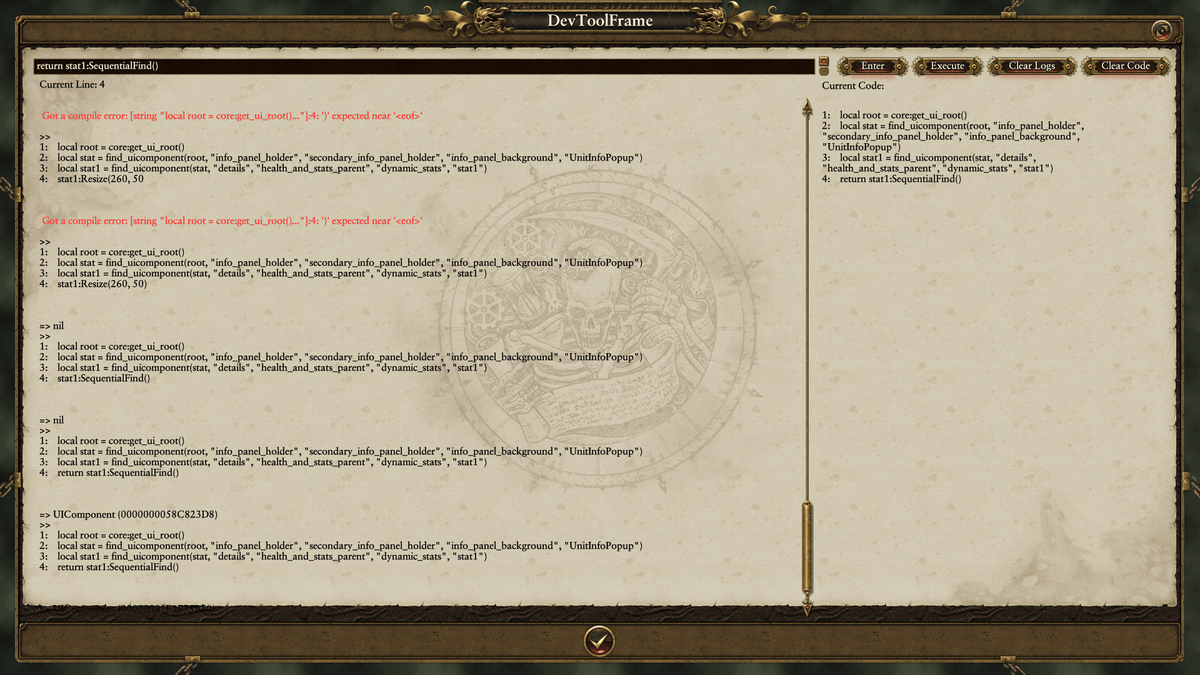 DevToolFrame
return stat1:SequentialFind()
Enter
Execute
Clear Logs
Clear Code
Current Line: 4
Got a compile error: [string "local root = core:get_ui_root()..."]:4: ')' expected near '<eof>'
>>
1: local root = core:get_ui_root()
2: local stat = find_uicomponent(root, "info_panel_holder", "secondary_info_panel_holder", "info_panel_background", "UnitInfoPopup")
3: local stat1 = find_uicomponent(stat, "details", "health_and_stats_parent", "dynamic_stats", "stat1")
4: stat1:Resize(260, 50
Got a compile error: [string "local root = core:get_ui_root()..."]:4: ')' expected near '<eof>'
>>
1: local root = core:get_ui_root()
2: local stat = find_uicomponent(root, "info_panel_holder", "secondary_info_panel_holder", "info_panel_background", "UnitInfoPopup")
3: local stat1 = find_uicomponent(stat, "details", "health_and_stats_parent", "dynamic_stats", "stat1")
4: stat1:Resize(260, 50)
=> nil
>>
1: local root = core:get_ui_root()
2: local stat = find_uicomponent(root, "info_panel_holder", "secondary_info_panel_holder", "info_panel_background", "UnitInfoPopup")
3: local stat1 = find_uicomponent(stat, "details", "health_and_stats_parent", "dynamic_stats", "stat1")
4: stat1:SequentialFind()
=> nil
>>
1: local root = core:get_ui_root()
2: local stat = find_uicomponent(root, "info_panel_holder", "secondary_info_panel_holder", "info_panel_background", "UnitInfoPopup")
3: local stat1 = find_uicomponent(stat, "details", "health_and_stats_parent", "dynamic_stats", "stat1")
4: return stat1:SequentialFind()
=> UIComponent (0000000058C823D8)
>>
1: local root = core:get_ui_root()
2: local stat = find_uicomponent(root, "info_panel_holder", "secondary_info_panel_holder", "info_panel_background", "UnitInfoPopup")
3: local stat1 = find_uicomponent(stat, "details", "health_and_stats_parent", "dynamic_stats", "stat1")
4: return stat1:SequentialFind()
Current Code:
1: local root = core:get_ui_root()
2: local stat = find_uicomponent(root, "info_panel_holder",
"secondary_info_panel_holder", "info_panel_background",
"UnitInfoPopup")
3: local stat1 = find_uicomponent(stat, "details",
"health_and_stats_parent", "dynamic_stats", "stat1")
4: return stat1:SequentialFind()